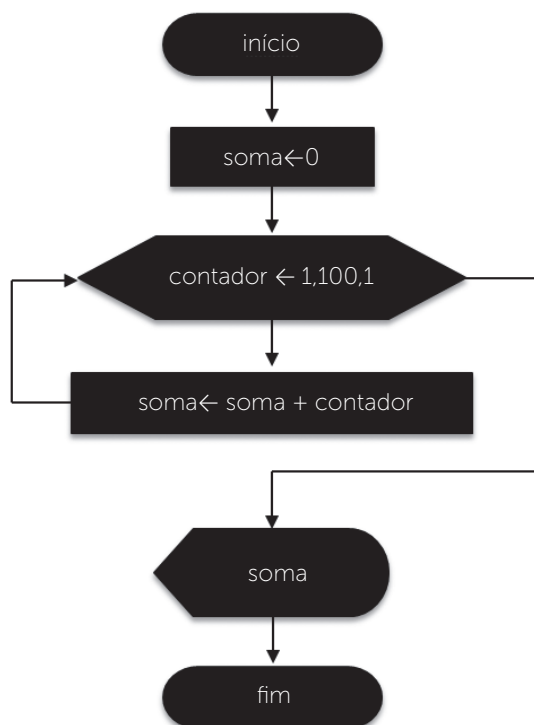 início
soma←0
contador ← 1,100,1
soma← soma + contador
soma
fim